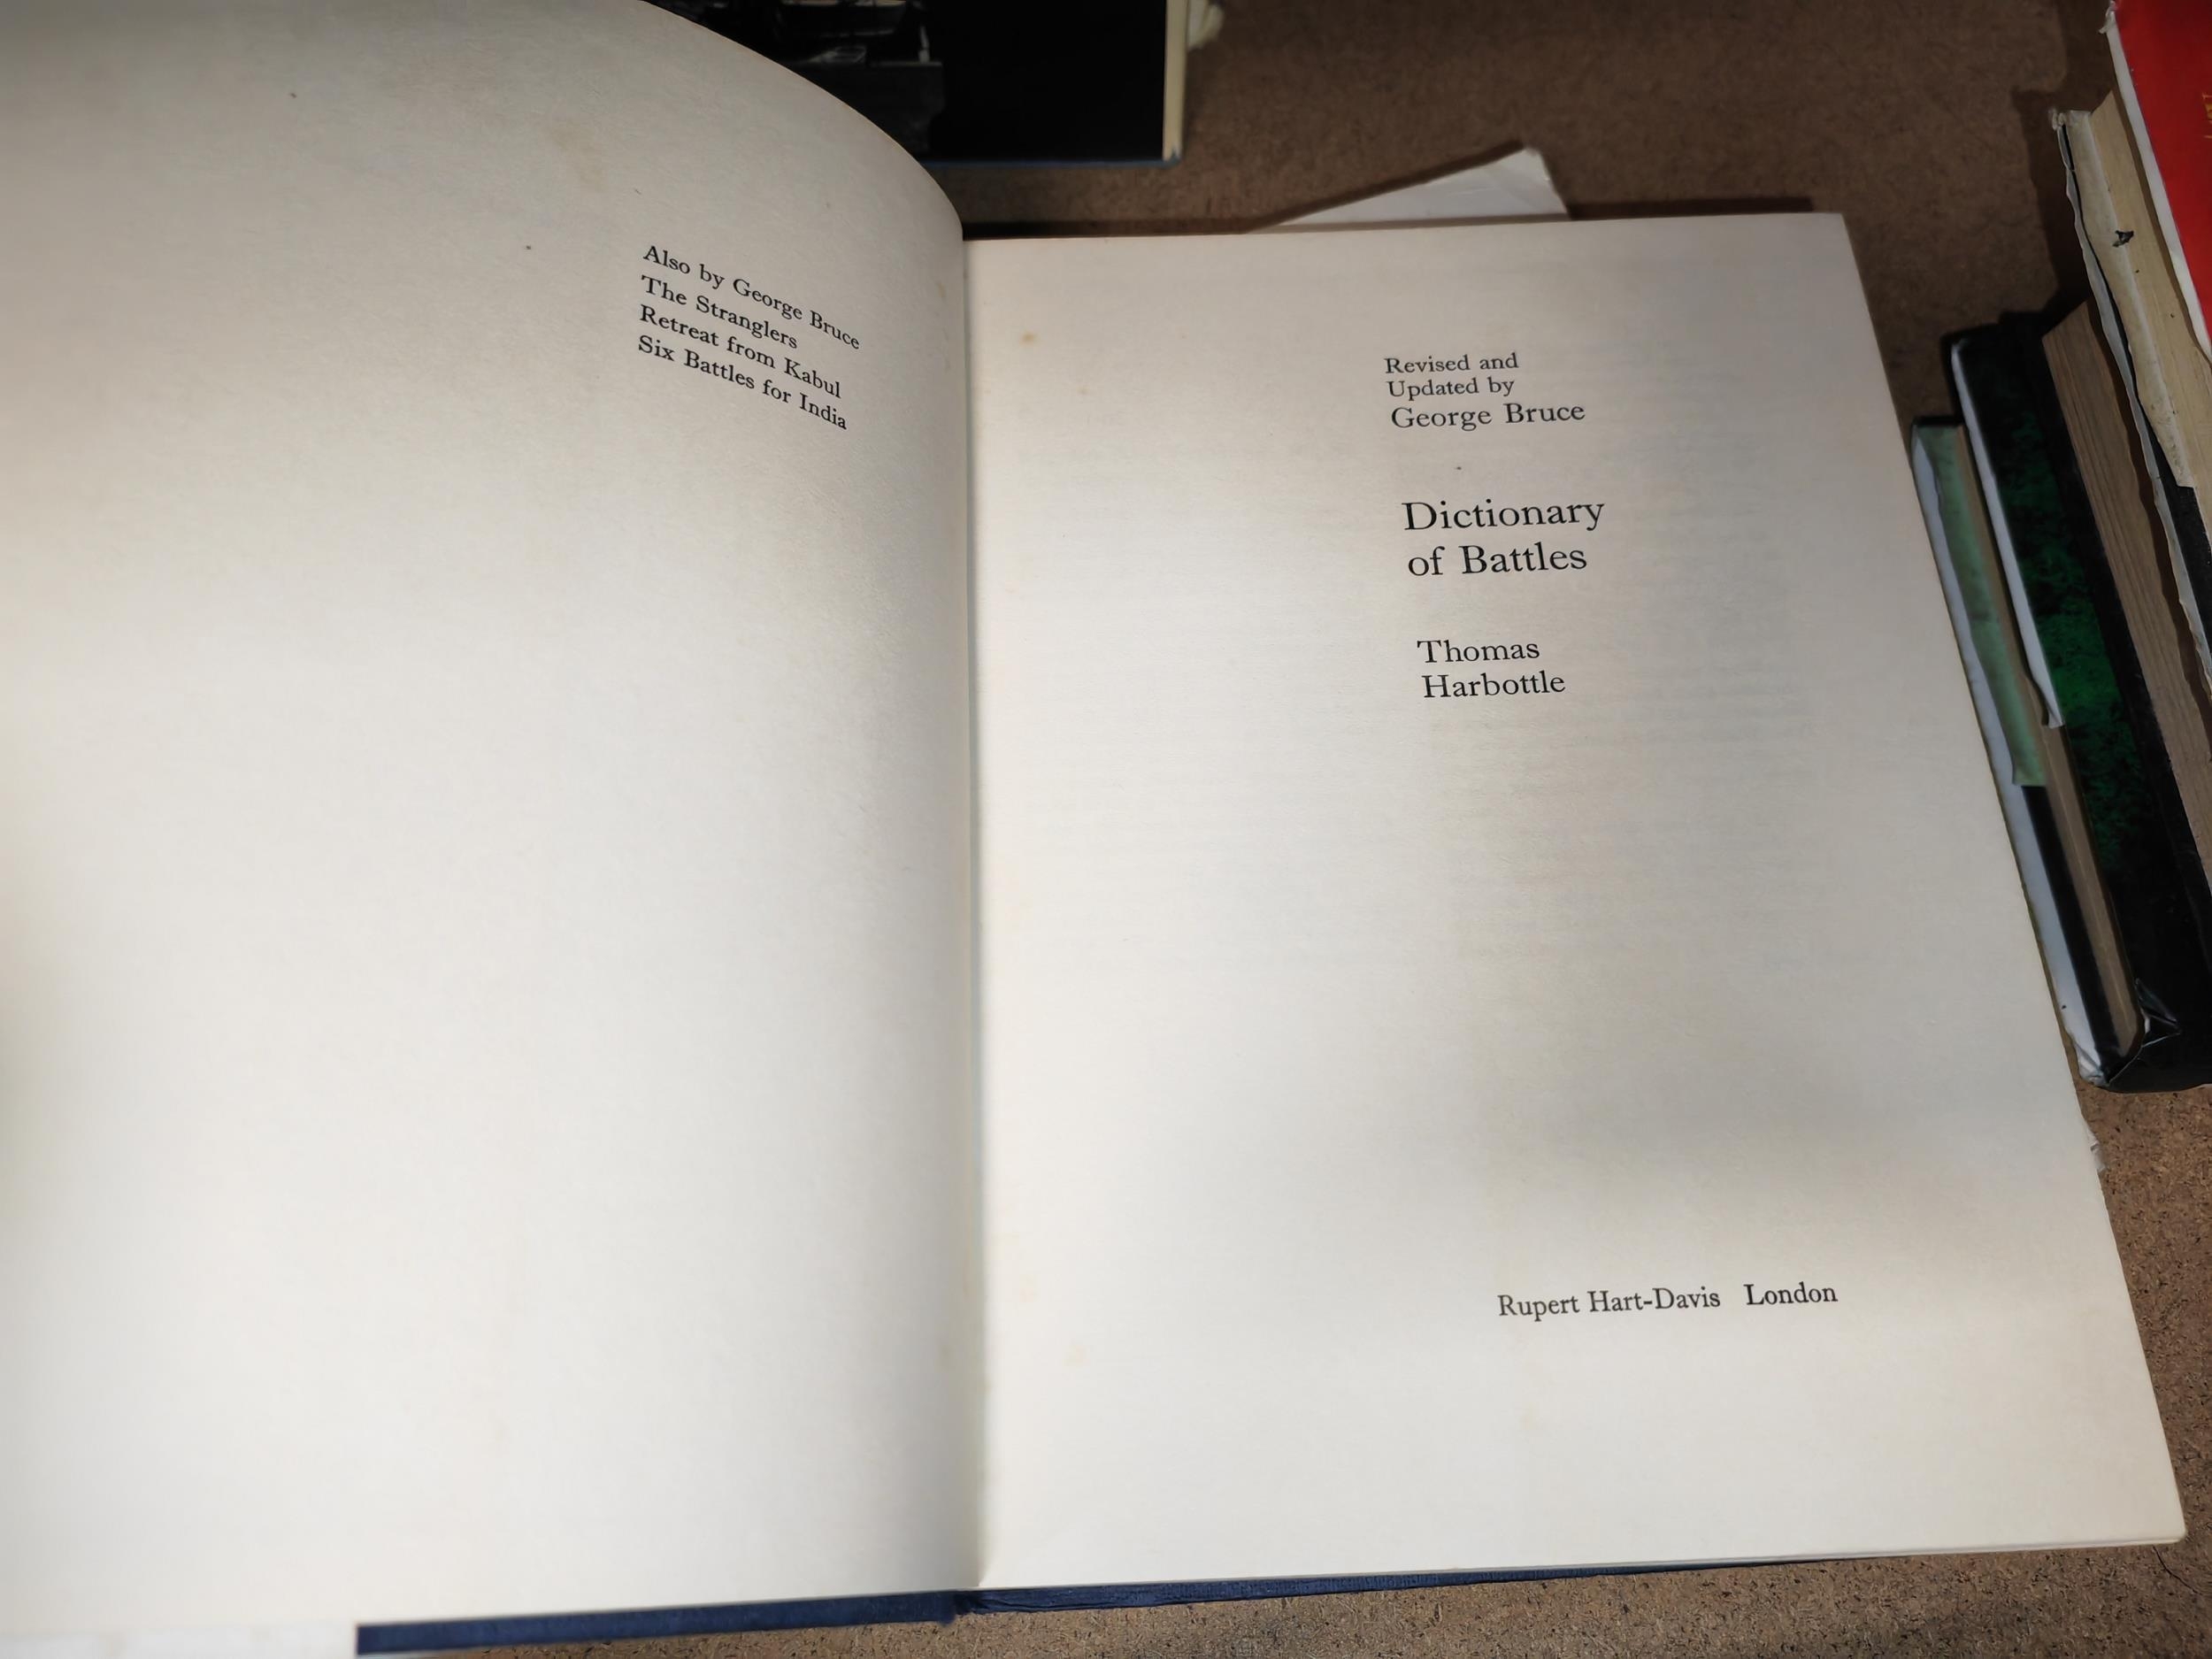 Also by George Bruce
The Stranglers
Retreat from Kabul
Six Battles for India
Revised and
Updated by
George Bruce
Dictionary
of Battles
Thomas
Harbottle
Rupert Hart-Davis London